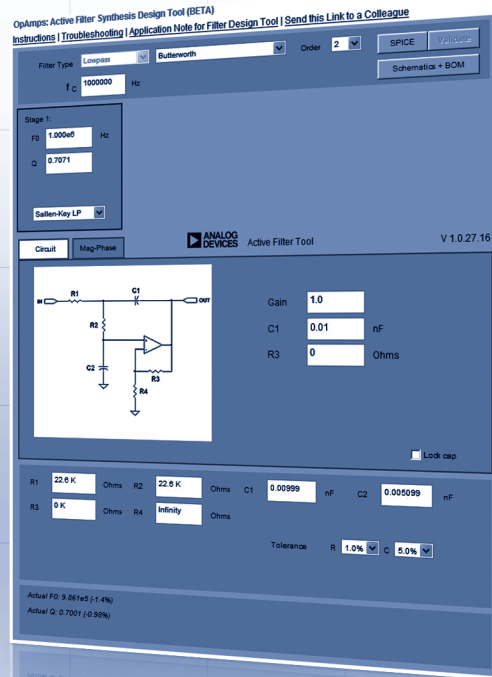 OpAmps: Active Filter Synthesis Design Tool (BETA)
Instructions | Troubleshooting | Application Note for Filter Design Tool | Send this Link to a Colleague
Filter Type Lowpass Butterworth Order 2 SPICE Validate
fC 1000000 Hz Schematics + BOM
Stage 1:
F0 1.000e6 Hz
Q 0.7071
Sallen-Key LP
Circuit Mag-Phase ANALOG DEVICES Active Filter Tool V 1.0.27.16
IN R1 C1 OUT
R2
C2
R3
R4
Gain 1.0
C1 0.01 nF
R3 0 Ohms
Lock cap
R1 22.6 K Ohms R2 22.6 K Ohms C1 0.00999 nF C2 0.005099 nF
R3 0 K Ohms R4 Infinity Ohms
Tolerance R 1.0% C 5.0%
Actual F0: 9.861e5 (-1.4%)
Actual Q: 0.7001 (-0.98%)